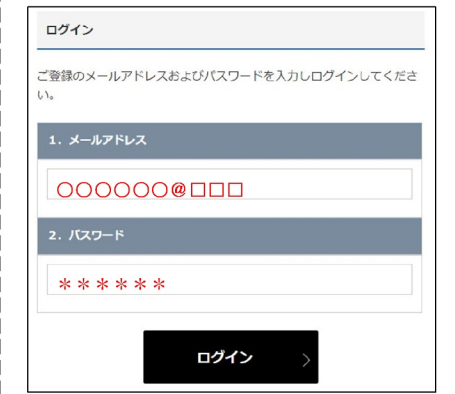 ログイン
ご登録のメールアドレスおよびパスワードを入力しログインしてくださ
い。
1. メールアドレス
〇〇〇〇〇〇@□□□
2. パスワード
＊＊＊＊＊＊
ログイン